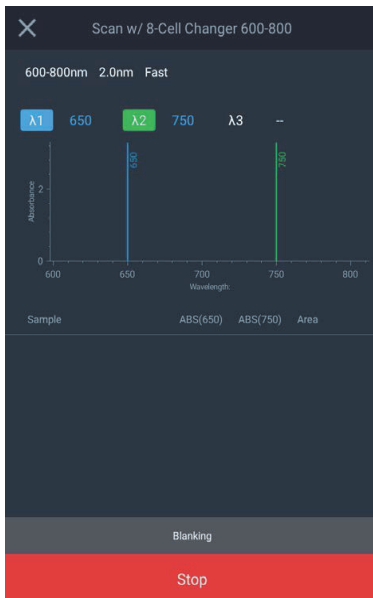 Scan w/ 8-Cell Changer 600-800
600-800nm 2.0nm Fast
λ1 650 λ2 750 λ3 --
650
750
Absorbance
2
0
600 650 700 750 800
Wavelength:
Sample ABS(650) ABS(750) Area
Blanking
Stop